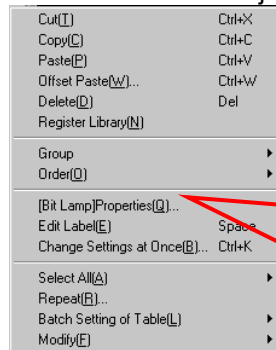 Cut(T) Ctrl+X
Copy(C) Ctrl+C
Paste(P) Ctrl+V
Offset Paste(W)... Ctrl+W
Delete(D) Del
Register Library(N)
Group
Order(O)
[Bit Lamp]Properties(Q)...
Edit Label(E) Space
Change Settings at Once(B)... Ctrl+K
Select All(A)
Repeat(R)...
Batch Setting of Table(L)
Modify(F)